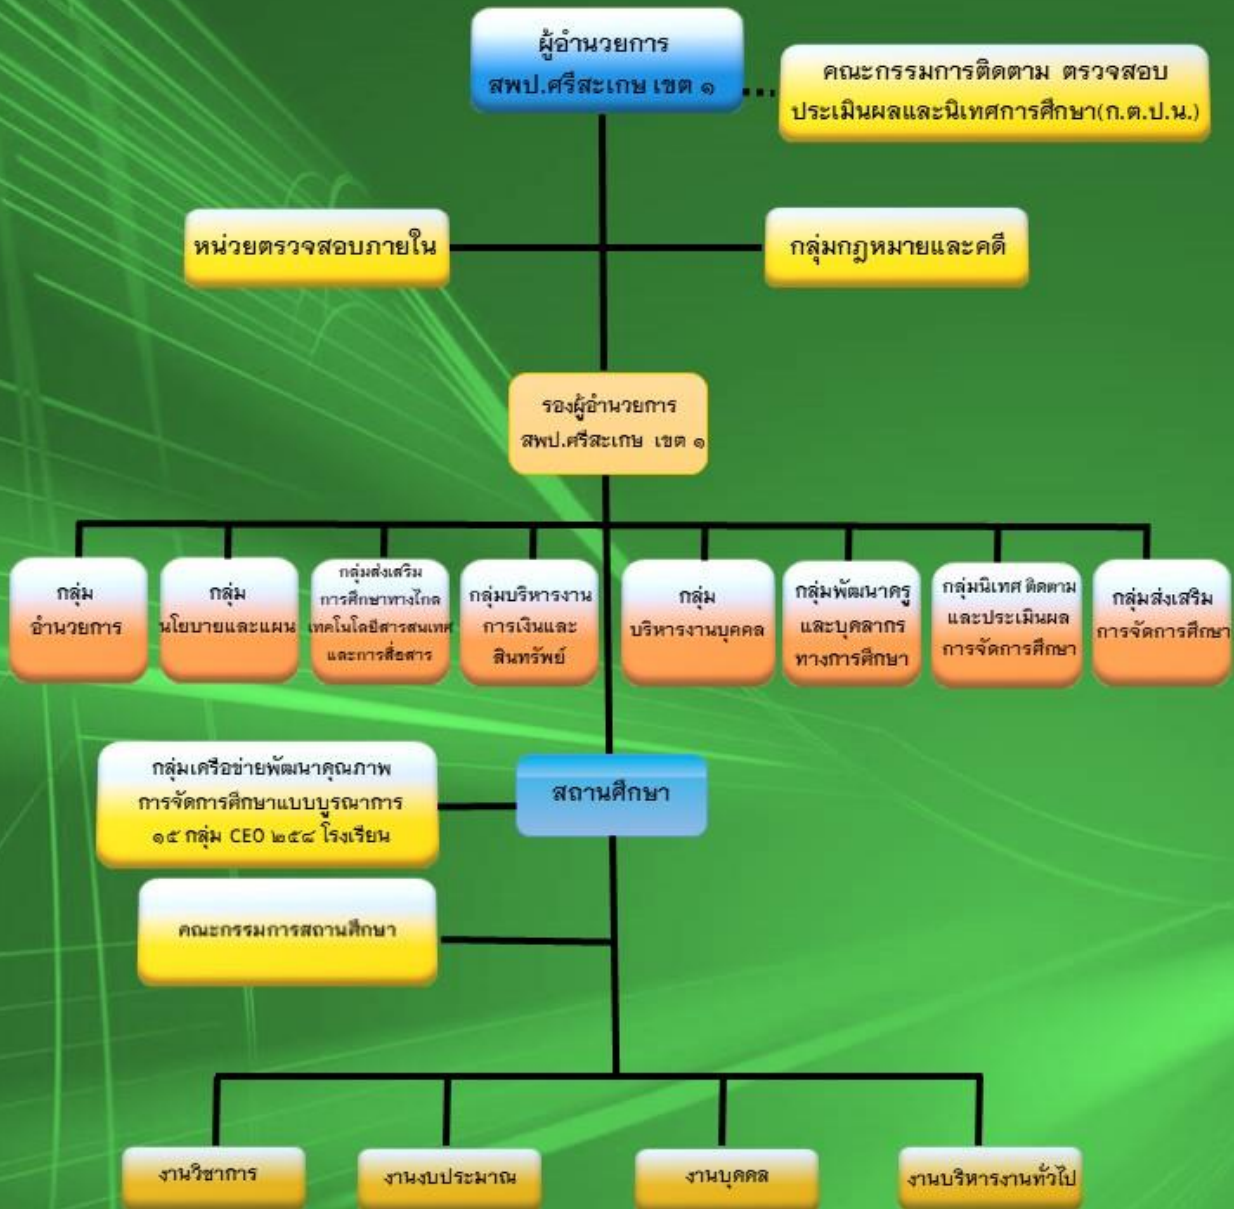 ผู้อำนวยการ
สพป.ศรีสะเกษ เขต ๑
คณะกรรมการติดตาม ตรวจสอบ
ประเมินผลและนิเทศการศึกษา(ก.ต.ป.น.)
หน่วยตรวจสอบภายใน
กลุ่มกฎหมายและคดี
รองผู้อำนวยการ
สพป.ศรีสะเกษ เขต ๑
กลุ่ม
อำนวยการ
กลุ่ม
นโยบายและแผน
กลุ่มส่งเสริม
การศึกษาทางไกล
เทคโนโลยีสารสนเทศ
และการสื่อสาร
กลุ่มบริหารงาน
การเงินและ
สินทรัพย์
กลุ่ม
บริหารงานบุคคล
กลุ่มพัฒนาครู
และบุคลากร
ทางการศึกษา
กลุ่มนิเทศ ติดตาม
และประเมินผล
การจัดการศึกษา
กลุ่มส่งเสริม
การจัดการศึกษา
กลุ่มเครือข่ายพัฒนาคุณภาพ
การจัดการศึกษาแบบบูรณาการ
๑๕ กลุ่ม CEO ๒๕๘ โรงเรียน
สถานศึกษา
คณะกรรมการสถานศึกษา
งานวิชาการ
งานงบประมาณ
งานบุคคล
งานบริหารงานทั่วไป